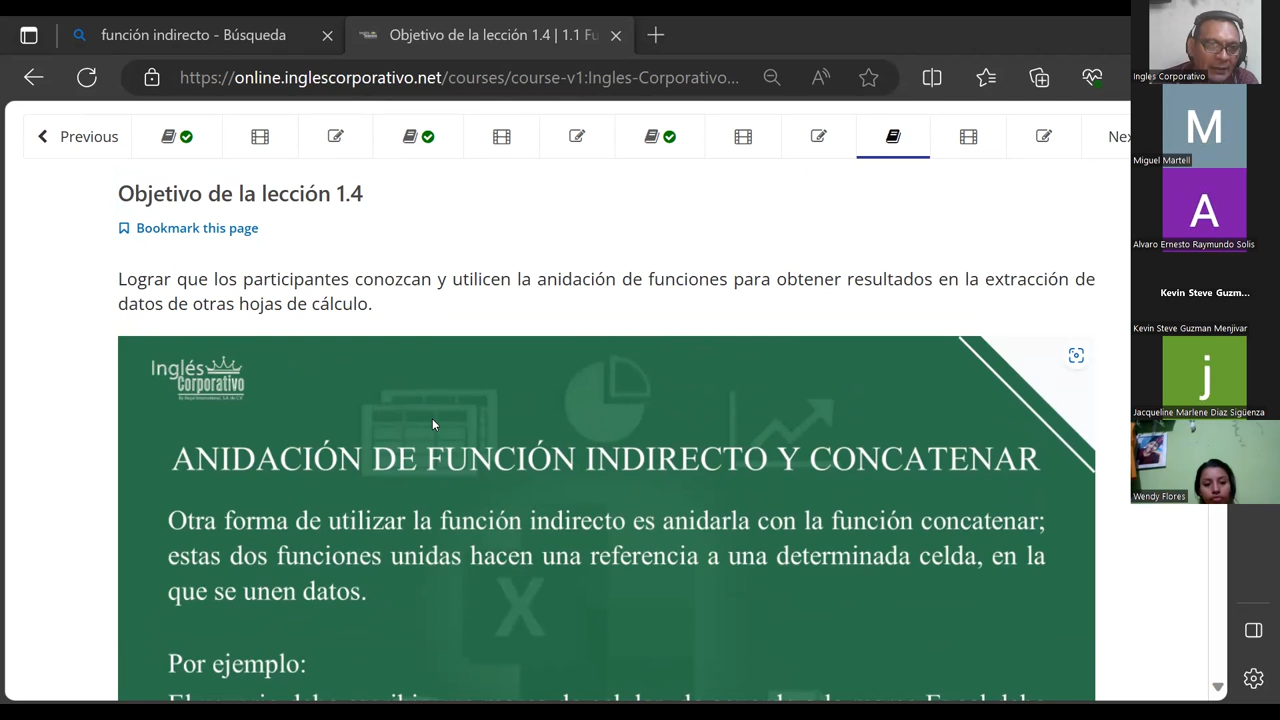 función indirecto - Búsqueda
Objetivo de la lección 1.4 | 1.1 Fu
https://online.inglescorporativo.net/courses/course-v1:Ingles-Corporativo...
Previous
Objetivo de la lección 1.4
Bookmark this page
Lograr que los participantes conozcan y utilicen la anidación de funciones para obtener resultados en la extracción de
datos de otras hojas de cálculo.
Inglés
Corporativo
ANIDACIÓN DE FUNCIÓN INDIRECTO Y CONCATENAR
Otra forma de utilizar la función indirecto es anidarla con la función concatenar;
estas dos funciones unidas hacen una referencia a una determinada celda, en la
que se unen datos.
X
Por ejemplo:
Ingles Corporativo
M
Miguel Martell
A
Alvaro Ernesto Raymundo Solis
Kevin Steve Guzm...
Kevin Steve Guzman Menjivar
j
Jacqueline Marlene Diaz Sigüenza
Wendy Flores